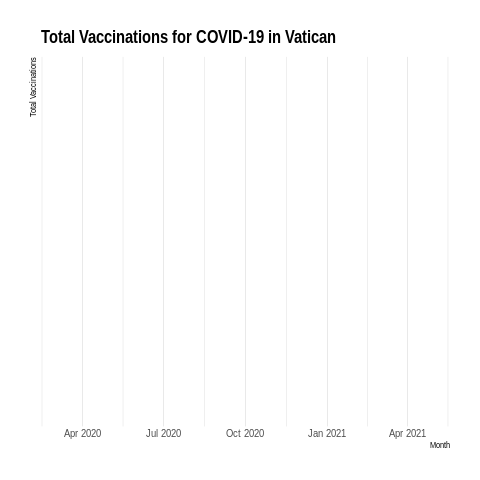 Total Vaccinations for COVID-19 in Vatican
Total Vaccinations
Apr 2020
Jul 2020
Oct 2020
Jan 2021
Apr 2021
Month